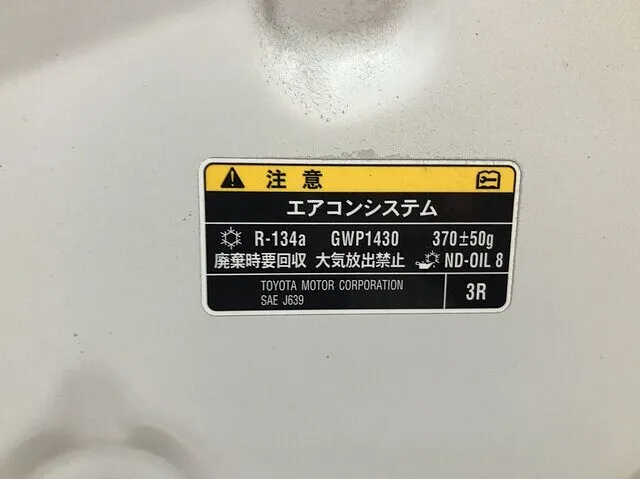 注意
エアコンシステム
R-134a GWP1430 370±50g
廃棄時要回収 大気放出禁止 ND-OIL 8
TOYOTA MOTOR CORPORATION
SAE J639
3R